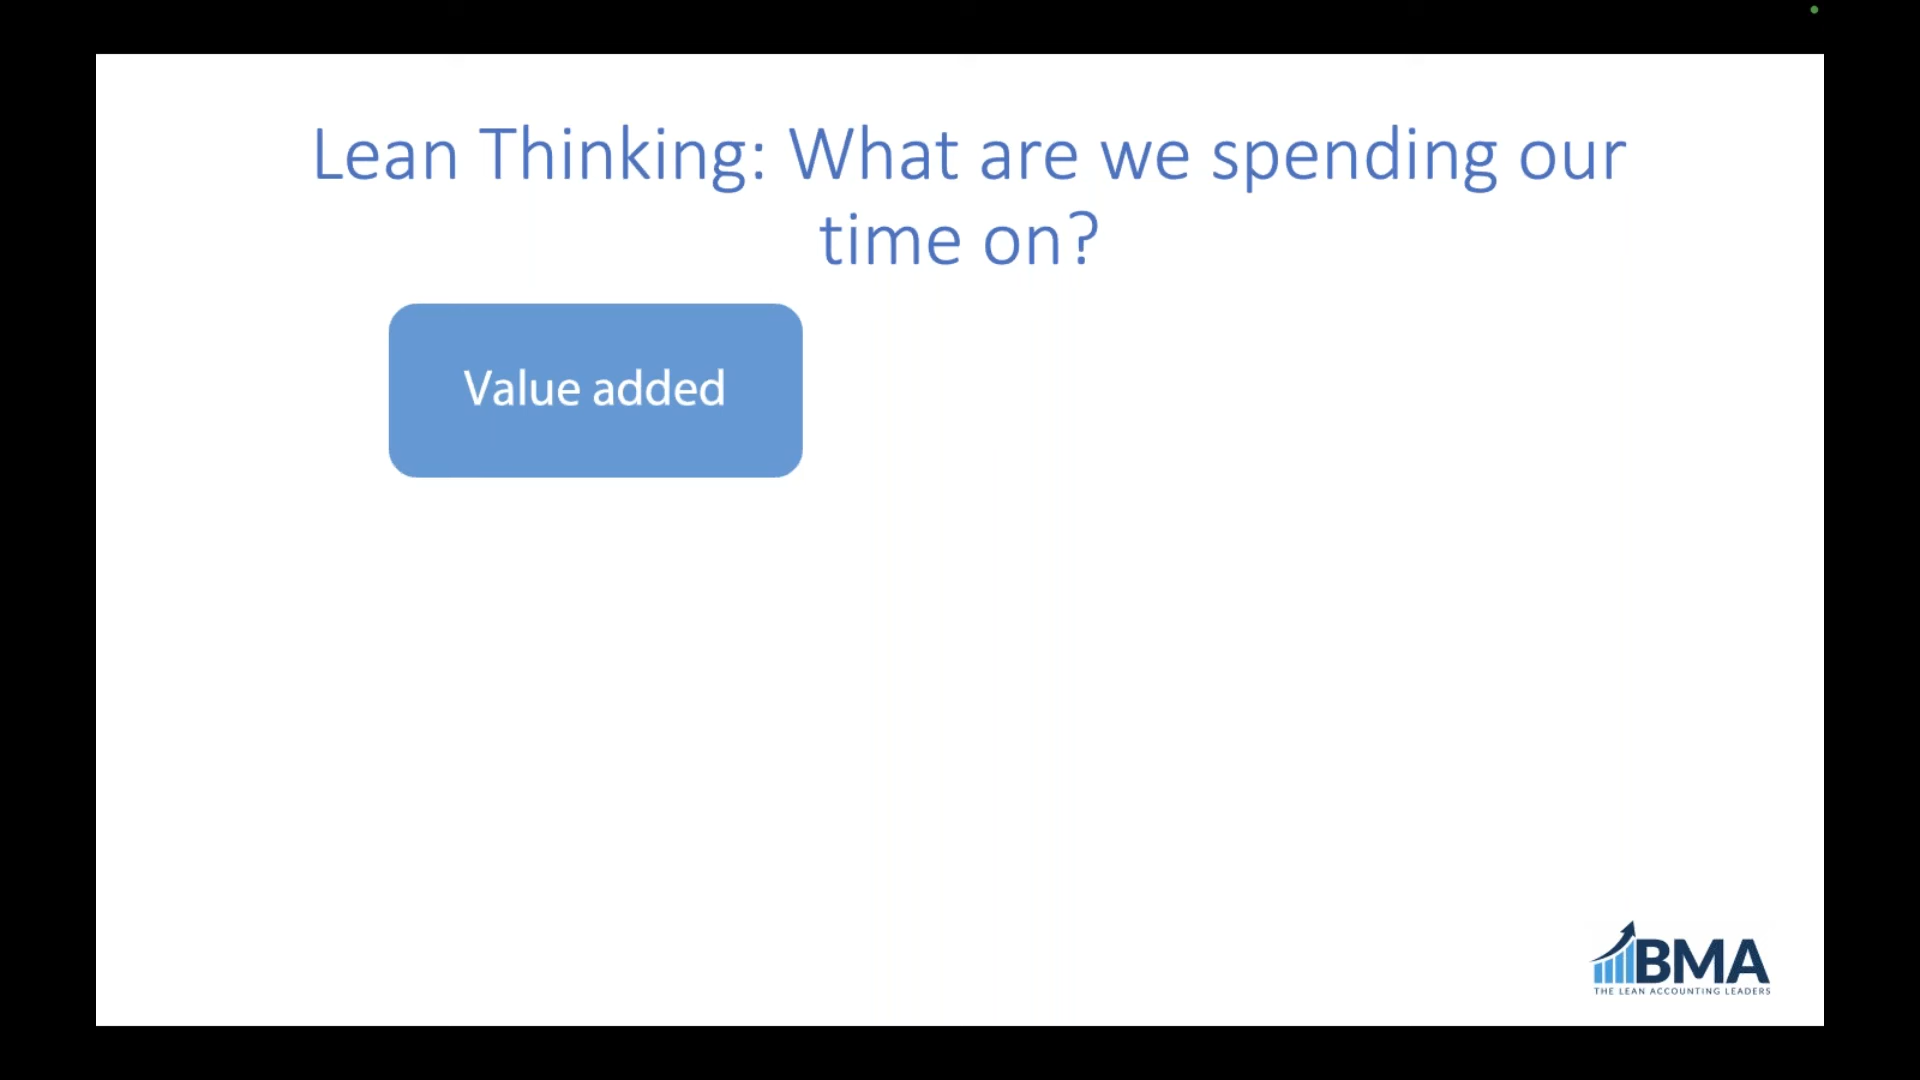 Lean Thinking: What are we spending our
time on?
Value added
BMA
THE LEAN ACCOUNTING LEADERS